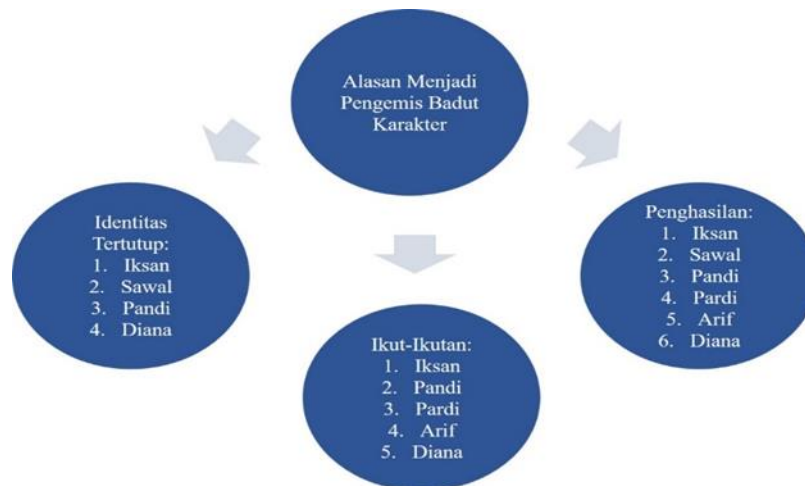 Alasan Menjadi
Pengemis Badut
Karakter
Identitas
Tertutup:
1. Iksan
2. Sawal
3. Pandi
4. Diana
Ikut-Ikutan:
1. Iksan
2. Pandi
3. Pardi
4. Arif
5. Diana
Penghasilan:
1. Iksan
2. Sawal
3. Pandi
4. Pardi
5. Arif
6. Diana